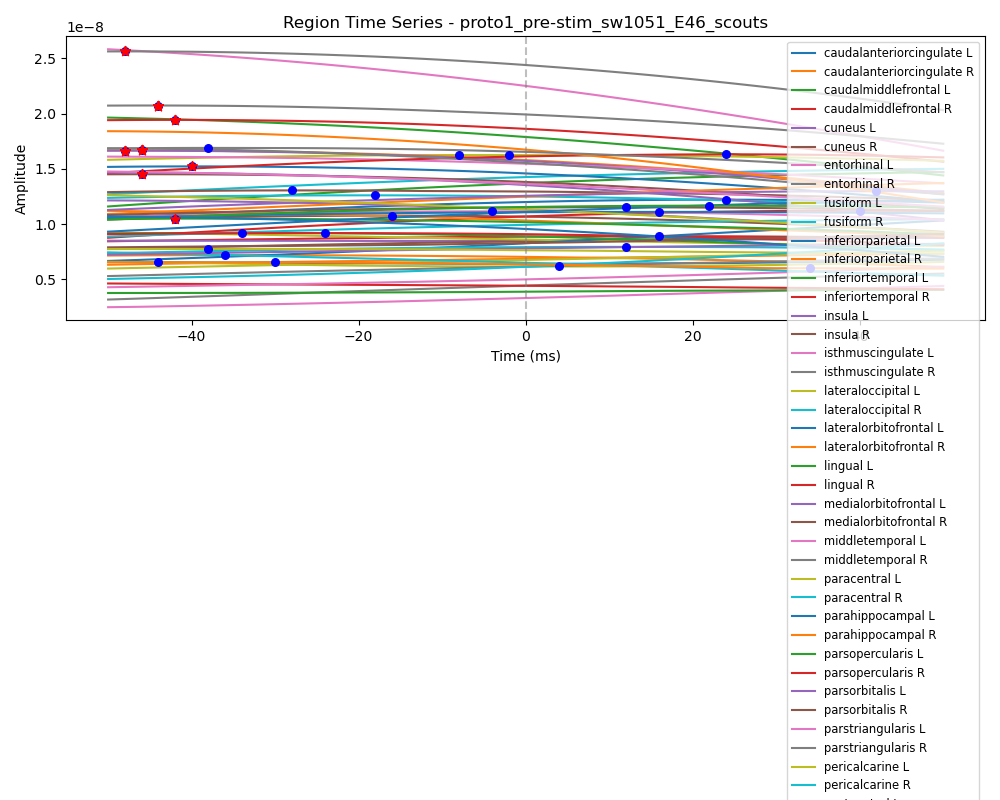 Region Time Series - proto1_pre-stim_sw1051_E46_scouts
1e−8
2.5
2.0
1.5
1.0
0.5
Amplitude
−40
−20
0
20
Time (ms)
caudalanteriorcingulate L
caudalanteriorcingulate R
caudalmiddlefrontal L
caudalmiddlefrontal R
cuneus L
cuneus R
entorhinal L
entorhinal R
fusiform L
fusiform R
inferiorparietal L
inferiorparietal R
inferiortemporal L
inferiortemporal R
insula L
insula R
isthmuscingulate L
isthmuscingulate R
lateraloccipital L
lateraloccipital R
lateralorbitofrontal L
lateralorbitofrontal R
lingual L
lingual R
medialorbitofrontal L
medialorbitofrontal R
middletemporal L
middletemporal R
paracentral L
paracentral R
parahippocampal L
parahippocampal R
parsopercularis L
parsopercularis R
parsorbitalis L
parsorbitalis R
parstriangularis L
parstriangularis R
pericalcarine L
pericalcarine R